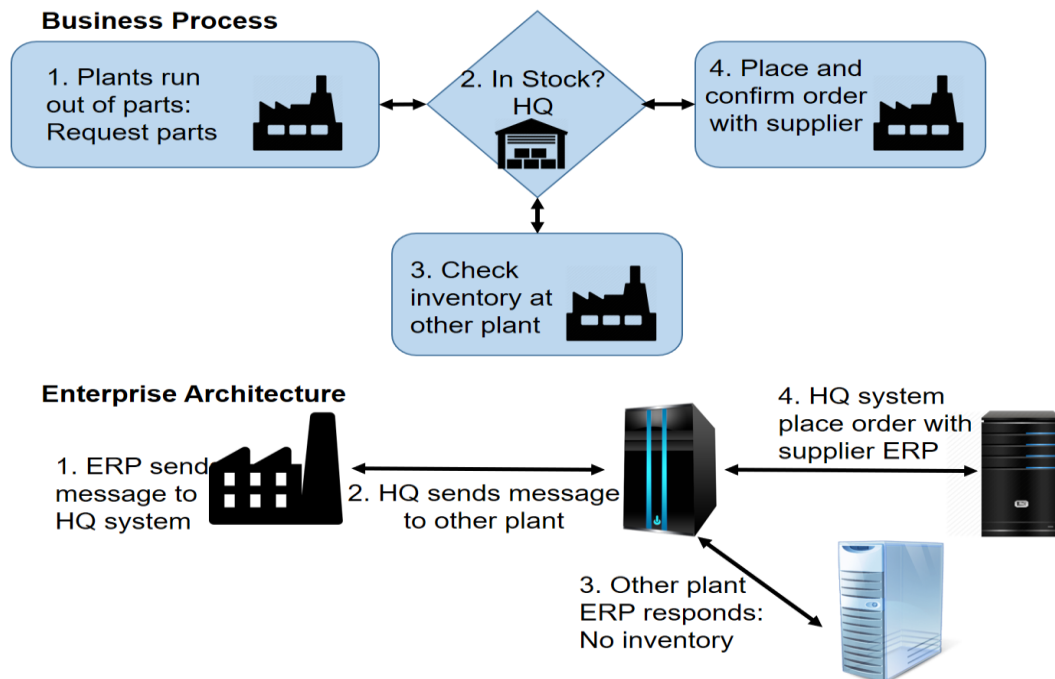 Business Process
1. Plants run
out of parts:
Request parts
2. In Stock?
HQ
4. Place and
confirm order
with supplier
3. Check
inventory at
other plant
Enterprise Architecture
1. ERP send
message to
HQ system
2. HQ sends message
to other plant
4. HQ system
place order with
supplier ERP
3. Other plant
ERP responds:
No inventory